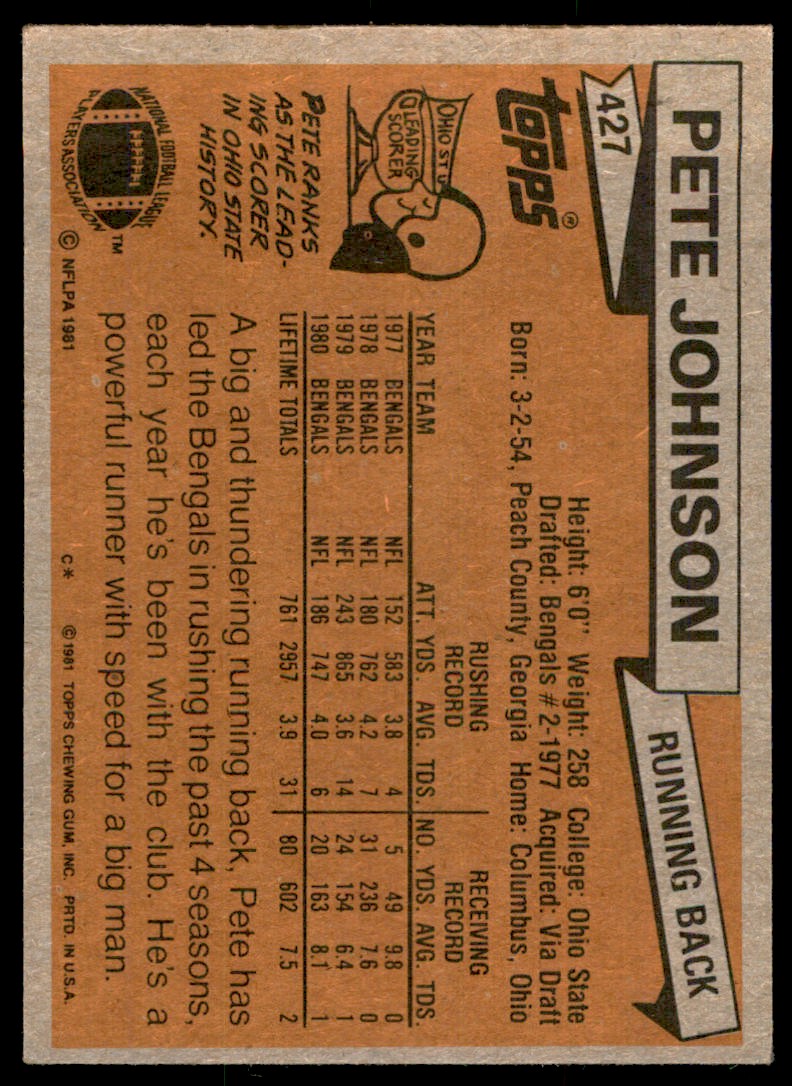 427
PETE JOHNSON
RUNNING BACK
topps®
Height: 6'0" Weight: 258 College: Ohio State
Drafted: Bengals #2-1977 Acquired: Via Draft
Born: 3-2-54, Peach County, Georgia Home: Columbus, Ohio
OHIO ST U
LEADING SCORER
PETE RANKS
AS THE LEAD-
ING SCORER
IN OHIO STATE
HISTORY.
RUSHING RECORD RECEIVING RECORD
YEAR TEAM ATT. YDS. AVG. TDS. NO. YDS. AVG. TDS.
1977 BENGALS NFL 152 583 3.8 4 5 49 9.8 0
1978 BENGALS NFL 180 762 4.2 7 31 236 7.6 0
1979 BENGALS NFL 243 865 3.6 14 24 154 6.4 1
1980 BENGALS NFL 186 747 4.0 6 20 163 8.1 1
LIFETIME TOTALS 761 2957 3.9 31 80 602 7.5 2
A big and thundering running back, Pete has
led the Bengals in rushing the past 4 seasons,
each year he's been with the club. He's a
powerful runner with speed for a big man.
NATIONAL FOOTBALL LEAGUE
PLAYERS ASSOCIATION
TM
© NFLPA 1981
C* © 1981 TOPPS CHEWING GUM, INC. PRTD. IN U.S.A.